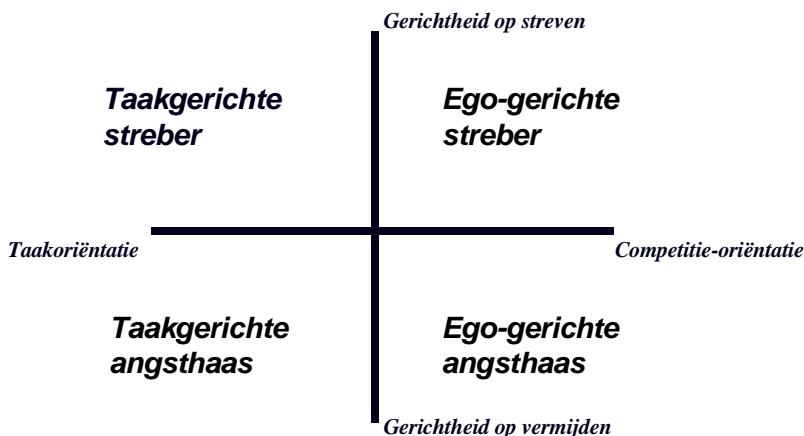 Gerichtheid op streven
Taakgerichte
streber
Ego-gerichte
streber
Taakoriëntatie
Competitie-oriëntatie
Taakgerichte
angsthaas
Ego-gerichte
angsthaas
Gerichtheid op vermijden